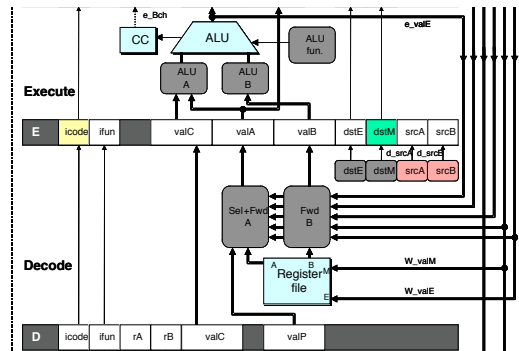 e_Bch
e_valE
CC
ALU
ALU
fun.
ALU
A
ALU
B
Execute
E
icode
ifun
valC
valA
valB
dstE
dstM
srcA
srcB
d_srcA
d_srcB
dstE
dstM
srcA
srcB
Sel+Fwd
A
Fwd
B
Decode
A
B
M
Register
file
E
W_valM
W_valE
D
icode
ifun
rA
rB
valC
valP